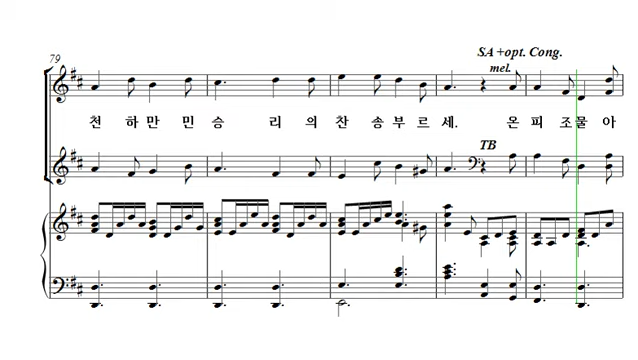 79
SA +opt. Cong.
mel.
천 하 만 민 승 리 의 찬 송 부 르 세. 온 피 조 물 아
TB